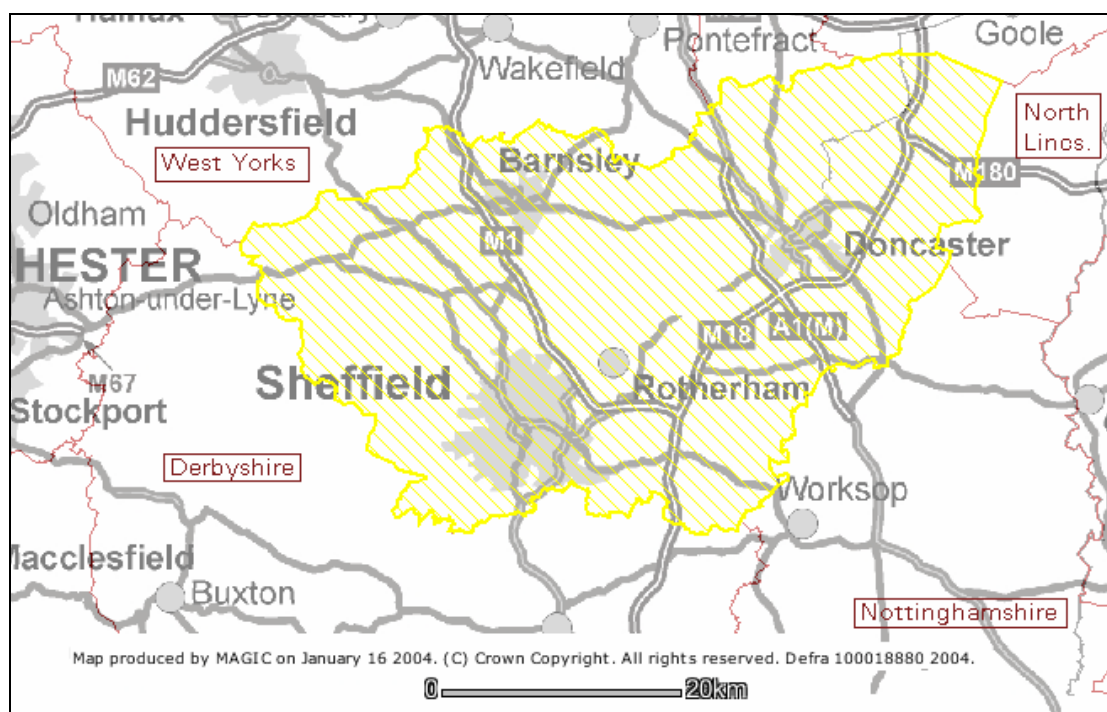 Halifax
Pontefract
Goole
Wakefield
M62
Huddersfield
North
Lincs.
West Yorks
Barnsley
M180
Oldham
M1
Doncaster
HESTER
Ashton-under-Lyne
M18
A1(M)
M67
Sheffield
Rotherham
Stockport
Derbyshire
Worksop
Macclesfield
Buxton
Nottinghamshire
Map produced by MAGIC on January 16 2004. (C) Crown Copyright. All rights reserved. Defra 100018880 2004.
0 20km